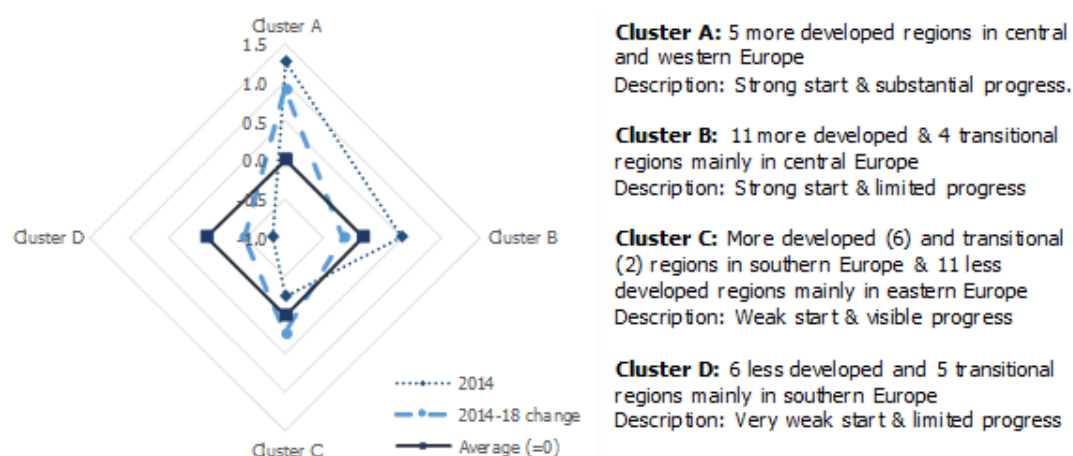 Cluster A
1.5
1.0
0.5
0.0
-0.5
-1.0
Cluster D
Cluster B
Cluster C
2014
2014-18 change
Average (=0)
Cluster A: 5 more developed regions in central
and western Europe
Description: Strong start & substantial progress.
Cluster B: 11 more developed & 4 transitional
regions mainly in central Europe
Description: Strong start & limited progress
Cluster C: More developed (6) and transitional
(2) regions in southern Europe & 11 less
developed regions mainly in eastern Europe
Description: Weak start & visible progress
Cluster D: 6 less developed and 5 transitional
regions mainly in southern Europe
Description: Very weak start & limited progress